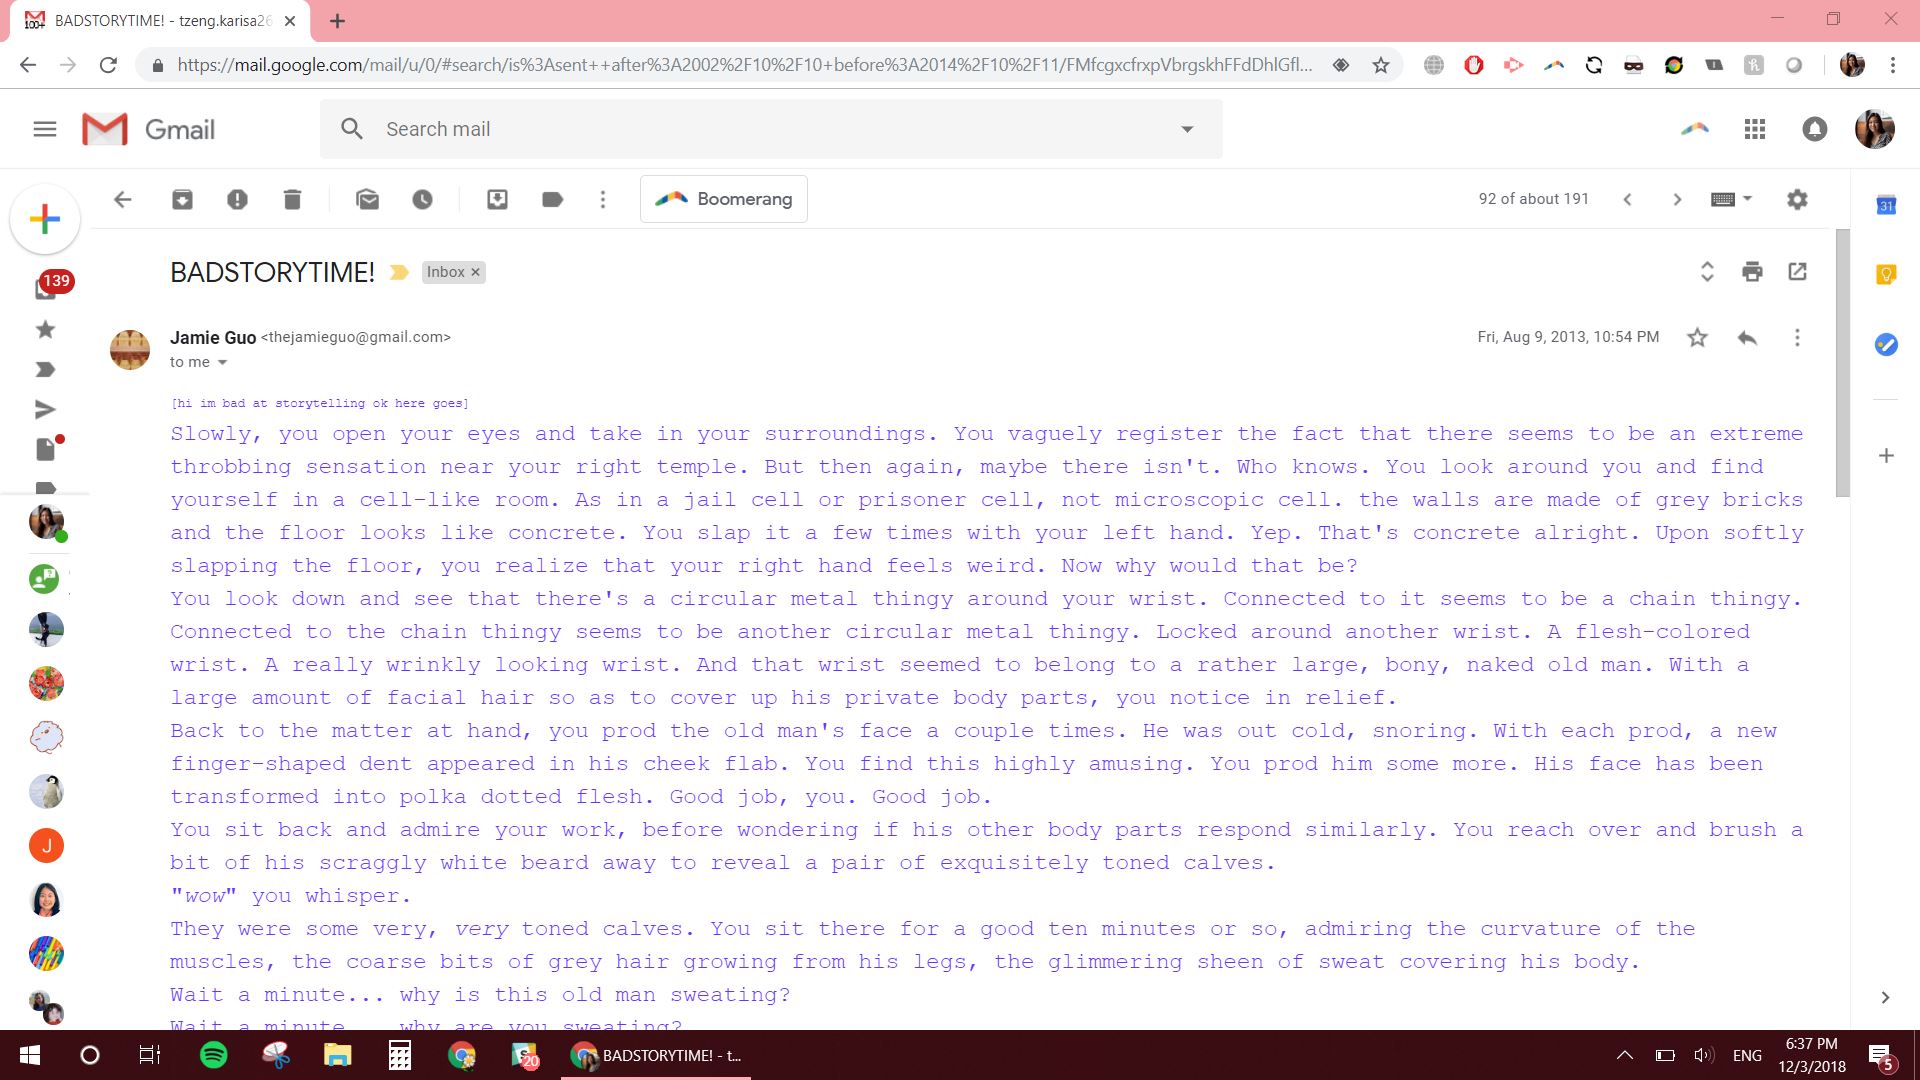 100+
BADSTORYTIME! - tzeng.karisa26
https://mail.google.com/mail/u/0/#search/is%3Asent++after%3A2002%2F10%2F10+before%3A2014%2F10%2F11/FMfcgxcfrxpVbrgskhFFdDhlGfl...
Gmail
Search mail
Boomerang
92 of about 191
31
BADSTORYTIME!
Inbox
139
Jamie Guo <thejamieguo@gmail.com>
Fri, Aug 9, 2013, 10:54 PM
to me
[hi im bad at storytelling ok here goes]
Slowly, you open your eyes and take in your surroundings. You vaguely register the fact that there seems to be an extreme
throbbing sensation near your right temple. But then again, maybe there isn't. Who knows. You look around you and find
yourself in a cell-like room. As in a jail cell or prisoner cell, not microscopic cell. the walls are made of grey bricks
and the floor looks like concrete. You slap it a few times with your left hand. Yep. That's concrete alright. Upon softly
slapping the floor, you realize that your right hand feels weird. Now why would that be?
You look down and see that there's a circular metal thingy around your wrist. Connected to it seems to be a chain thingy.
Connected to the chain thingy seems to be another circular metal thingy. Locked around another wrist. A flesh-colored
wrist. A really wrinkly looking wrist. And that wrist seemed to belong to a rather large, bony, naked old man. With a
large amount of facial hair so as to cover up his private body parts, you notice in relief.
Back to the matter at hand, you prod the old man's face a couple times. He was out cold, snoring. With each prod, a new
finger-shaped dent appeared in his cheek flab. You find this highly amusing. You prod him some more. His face has been
transformed into polka dotted flesh. Good job, you. Good job.
You sit back and admire your work, before wondering if his other body parts respond similarly. You reach over and brush a
bit of his scraggly white beard away to reveal a pair of exquisitely toned calves.
"wow" you whisper.
They were some very, very toned calves. You sit there for a good ten minutes or so, admiring the curvature of the
muscles, the coarse bits of grey hair growing from his legs, the glimmering sheen of sweat covering his body.
Wait a minute... why is this old man sweating?
Wait a minute... why are you sweating?
J
20
BADSTORYTIME! - t...
ENG
6:37 PM
12/3/2018
5